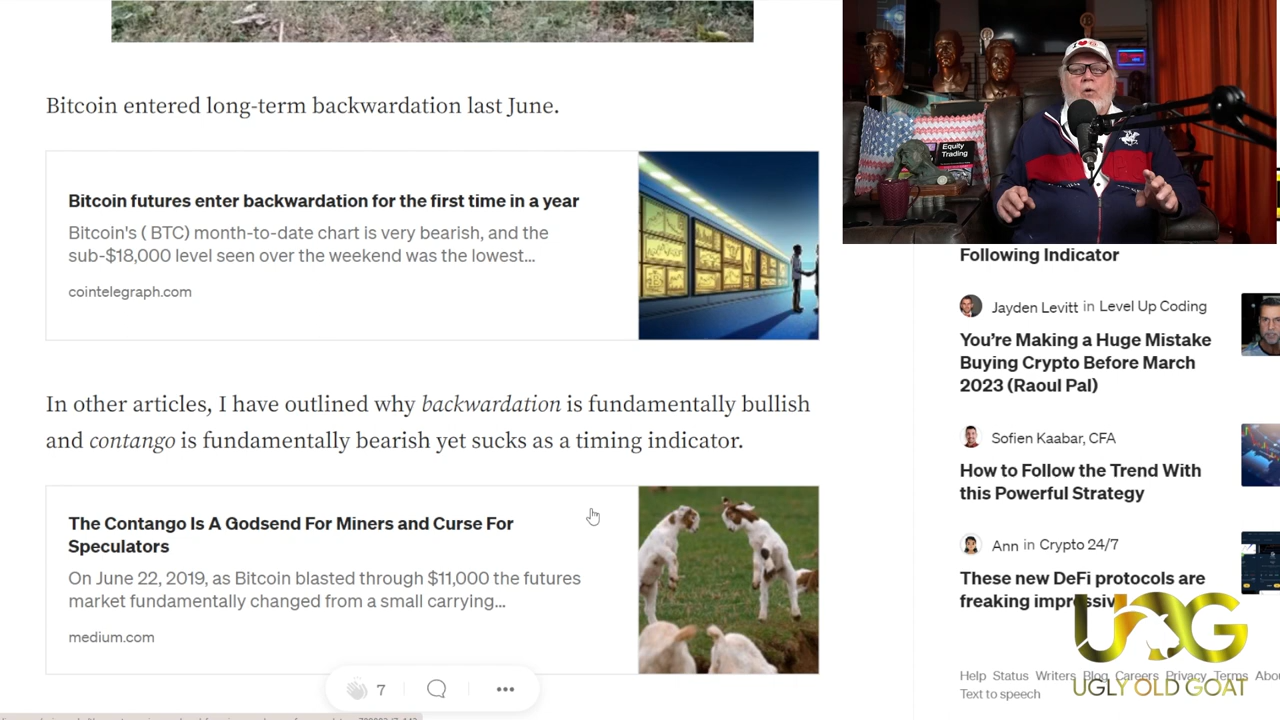 Bitcoin entered long-term backwardation last June.
Bitcoin futures enter backwardation for the first time in a year
Bitcoin's ( BTC) month-to-date chart is very bearish, and the
sub-$18,000 level seen over the weekend was the lowest...
cointelegraph.com
In other articles, I have outlined why backwardation is fundamentally bullish
and contango is fundamentally bearish yet sucks as a timing indicator.
The Contango Is A Godsend For Miners and Curse For
Speculators
On June 22, 2019, as Bitcoin blasted through $11,000 the futures
market fundamentally changed from a small carrying...
medium.com
7
Equity
Trading
Following Indicator
Jayden Levitt in Level Up Coding
You're Making a Huge Mistake
Buying Crypto Before March
2023 (Raoul Pal)
Sofien Kaabar, CFA
How to Follow the Trend With
this Powerful Strategy
Ann in Crypto 24/7
These new DeFi protocols are
freaking impressiv
UOG
UGLY OLD GOAT
Help Status Writers Blog Careers Privacy Terms Abou
Text to speech